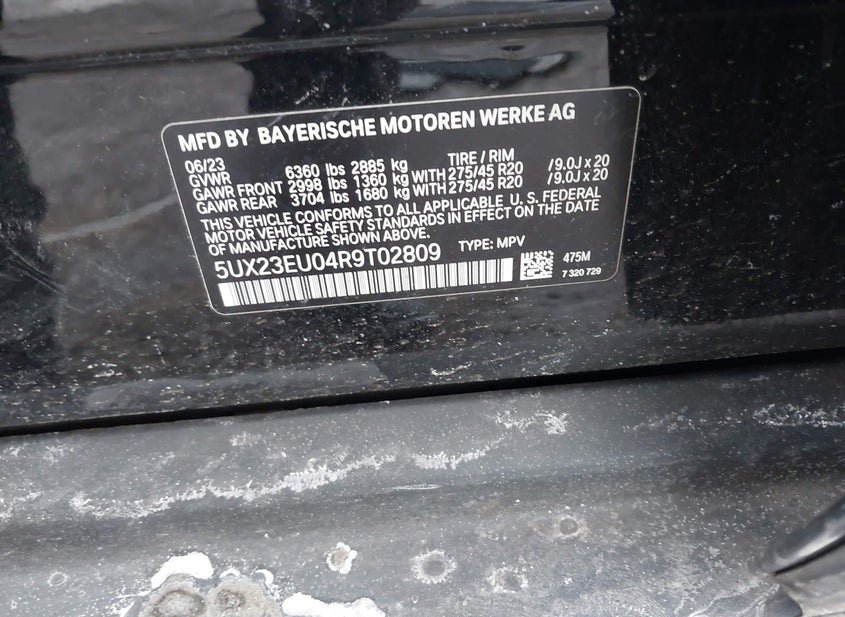 MFD BY BAYERISCHE MOTOREN WERKE AG
06/23 TIRE / RIM
GVWR 6360 lbs 2885 kg
GAWR FRONT 2998 lbs 1360 kg WITH 275/45 R20 /9.0J x 20
GAWR REAR 3704 lbs 1680 kg WITH 275/45 R20 /9.0J x 20
THIS VEHICLE CONFORMS TO ALL APPLICABLE U. S. FEDERAL
MOTOR VEHICLE SAFETY STANDARDS IN EFFECT ON THE DATE
OF MANUFACTURE SHOWN ABOVE. TYPE: MPV
5UX23EU04R9T02809
475M
7 320 729